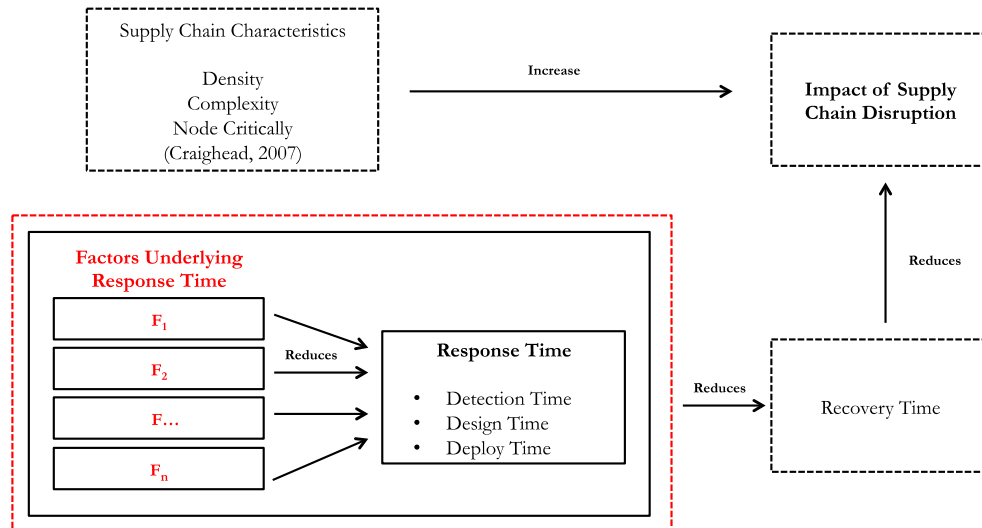 Supply Chain Characteristics
Density
Complexity
Node Critically
(Craighead, 2007)
Increase
Impact of Supply
Chain Disruption
Reduces
Factors Underlying
Response Time
F1
F2
F...
Fn
Reduces
Response Time
• Detection Time
• Design Time
• Deploy Time
Reduces
Recovery Time